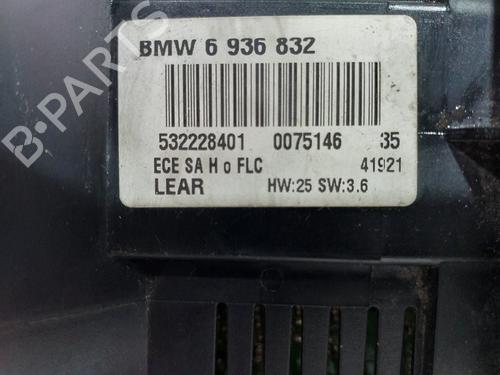 BMW 6 936 832
532228401 0075146 35
ECE SA H o FLC 41921
LEAR HW:25 SW:3.6
B-PARTS